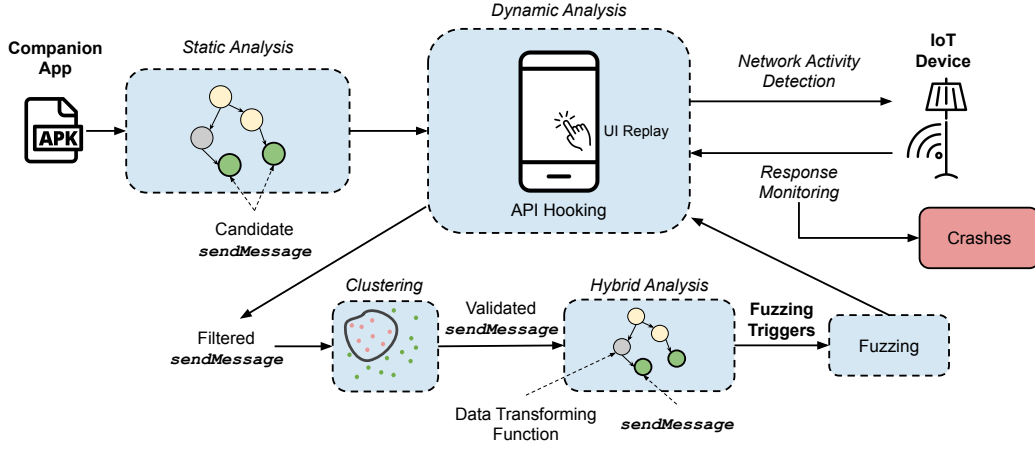 Dynamic Analysis
Companion
App
Static Analysis
IoT
Device
Network Activity
Detection
APK
UI Replay
API Hooking
Response
Monitoring
Candidate
sendMessage
Crashes
Clustering
Hybrid Analysis
Filtered
sendMessage
Validated
sendMessage
Fuzzing
Triggers
Fuzzing
Data Transforming
Function
sendMessage